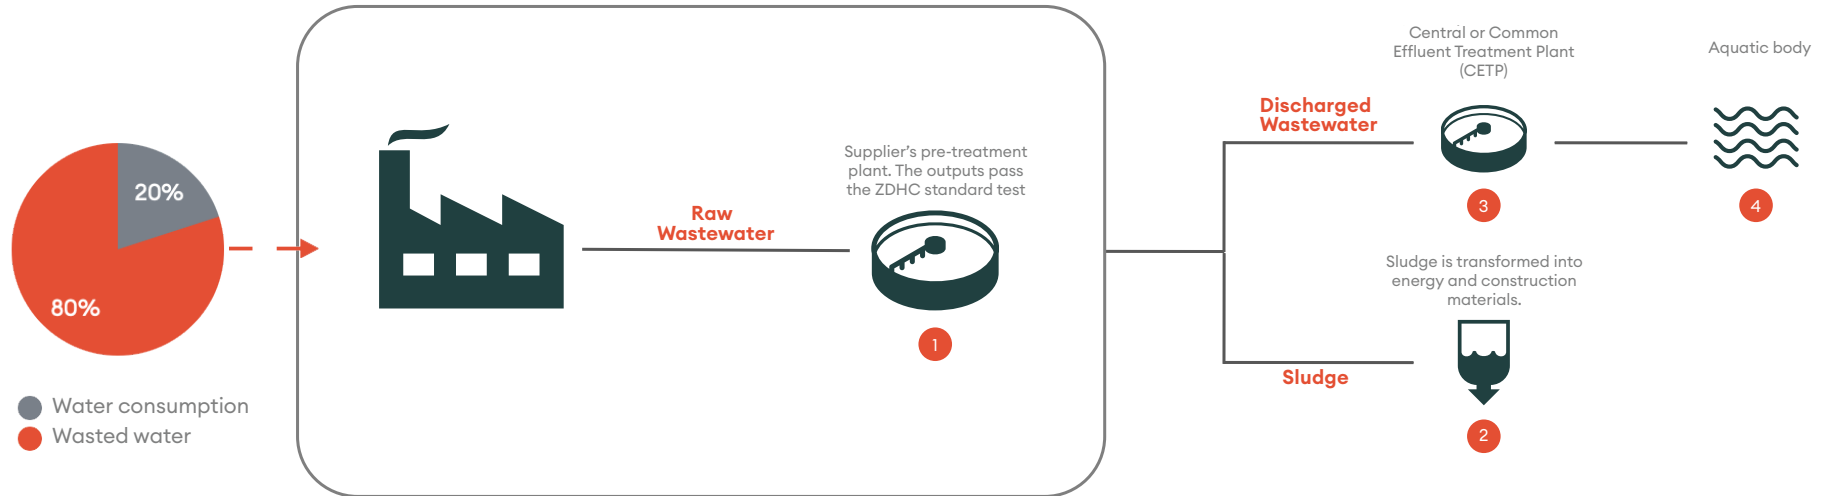 20%
80%
Water consumption
Wasted water
Raw
Wastewater
Supplier’s pre-treatment
plant. The outputs pass
the ZDHC standard test
1
Discharged
Wastewater
Central or Common
Effluent Treatment Plant
(CETP)
3
Aquatic body
4
Sludge
Sludge is transformed into
energy and construction
materials.
2